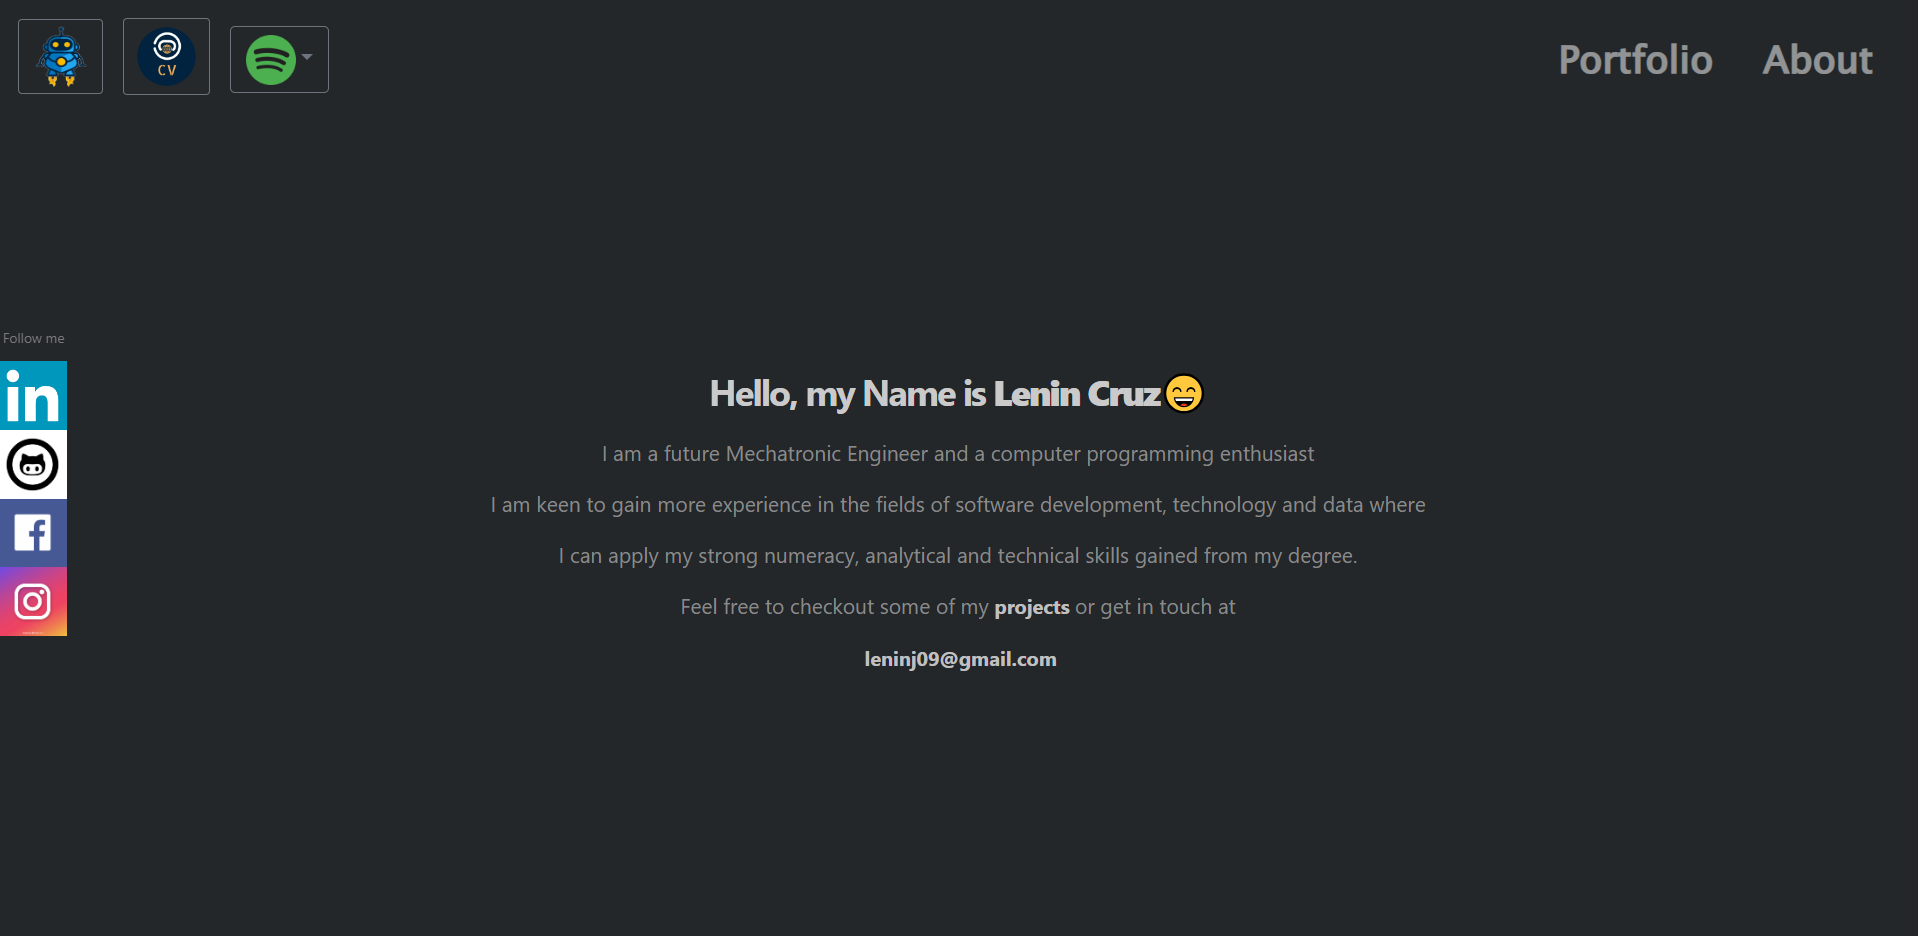 CV
Portfolio
About
Follow me
in
Hello, my Name is Lenin Cruz😄
I am a future Mechatronic Engineer and a computer programming enthusiast
I am keen to gain more experience in the fields of software development, technology and data where
I can apply my strong numeracy, analytical and technical skills gained from my degree.
Feel free to checkout some of my projects or get in touch at
leninj09@gmail.com